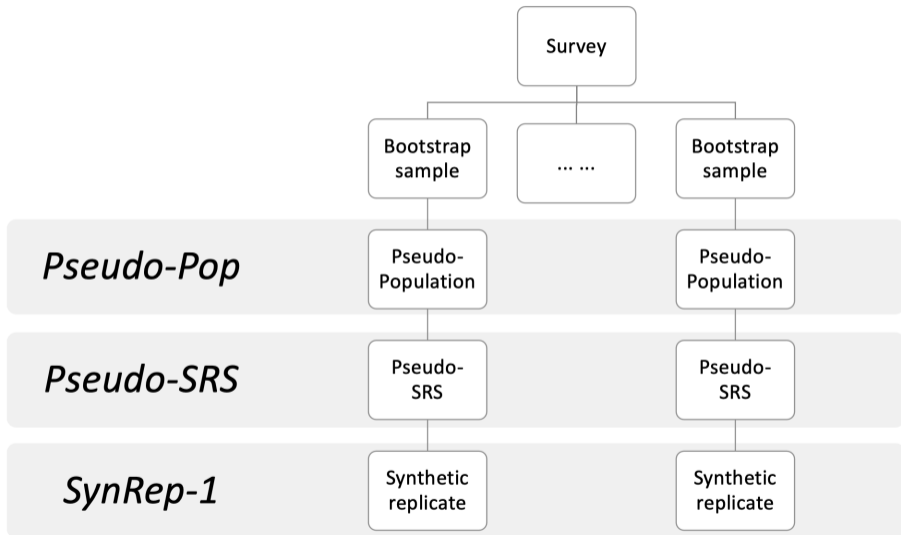 Survey
Bootstrap
sample
... ...
Bootstrap
sample
Pseudo-Pop
Pseudo-
Population
Pseudo-
Population
Pseudo-SRS
Pseudo-
SRS
Pseudo-
SRS
SynRep-1
Synthetic
replicate
Synthetic
replicate